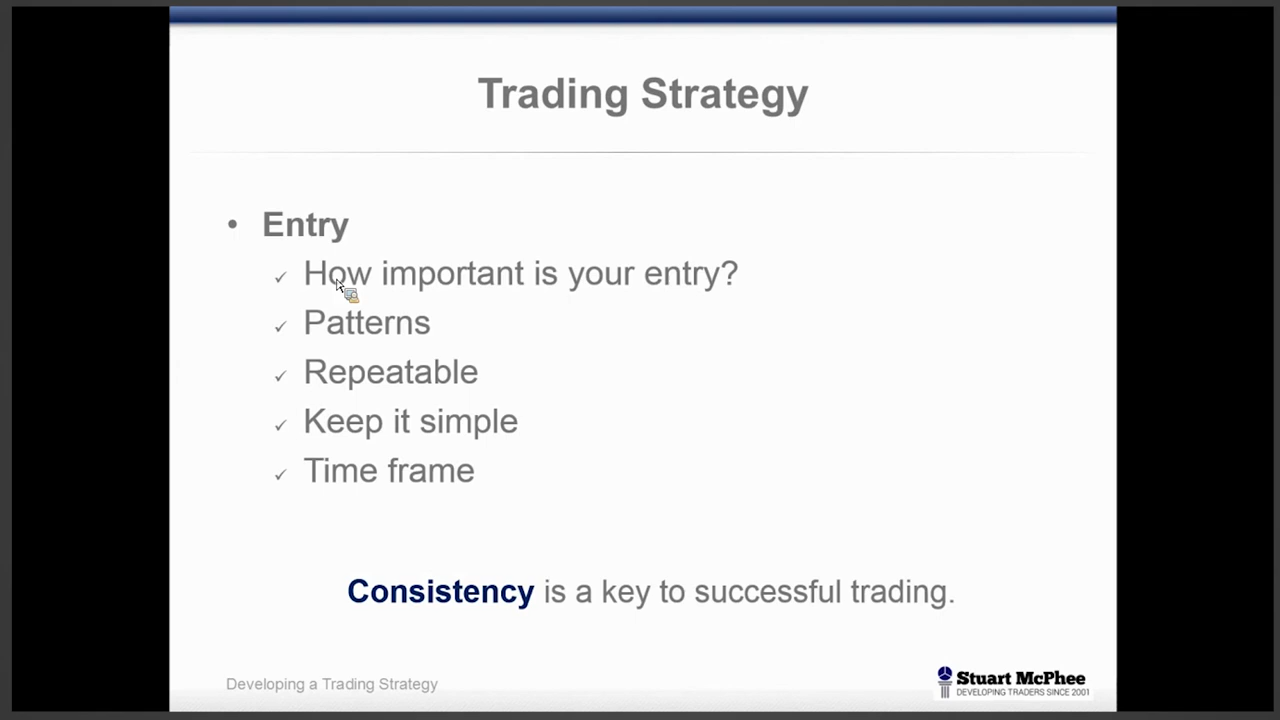 Trading Strategy
• Entry
✓ How important is your entry?
✓ Patterns
✓ Repeatable
✓ Keep it simple
✓ Time frame
Consistency is a key to successful trading.
Developing a Trading Strategy
Stuart McPhee
DEVELOPING TRADERS SINCE 2001